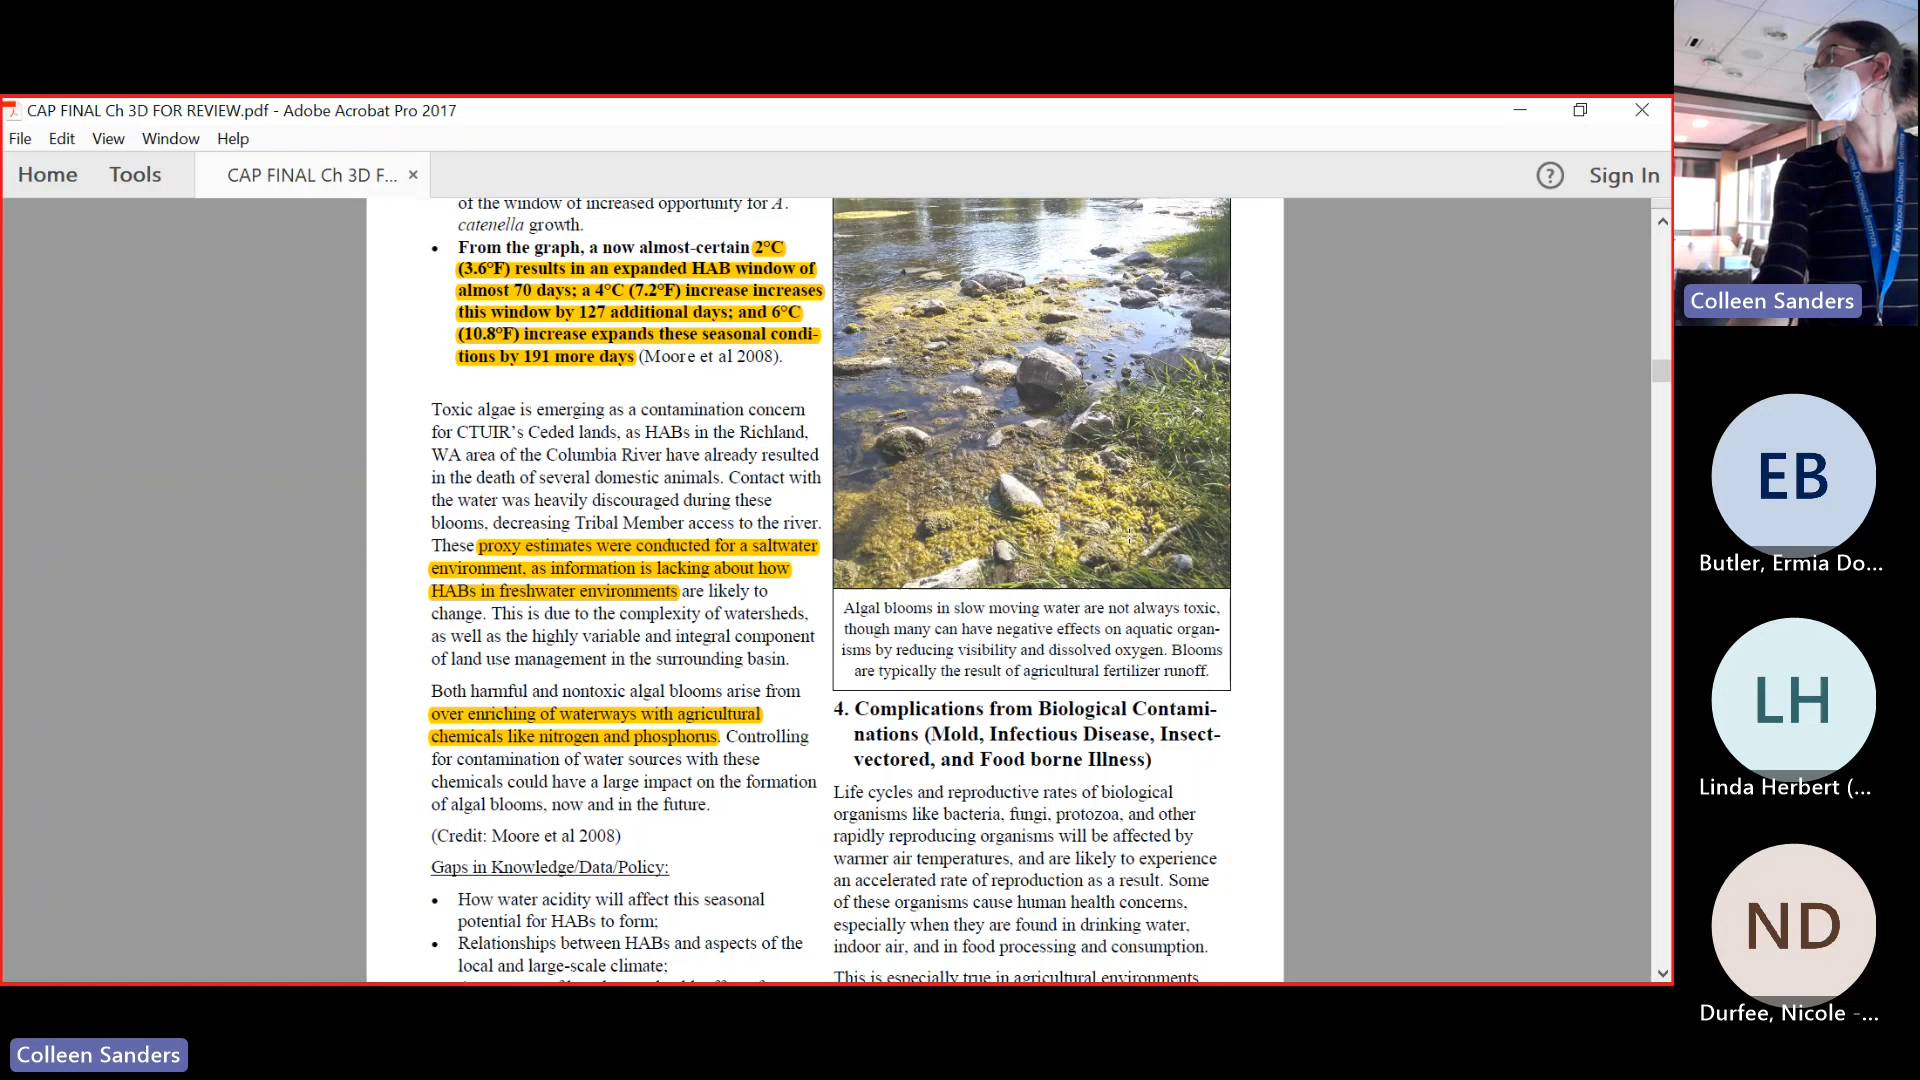 CAP FINAL Ch 3D FOR REVIEW.pdf - Adobe Acrobat Pro 2017
File Edit View Window Help
Home Tools CAP FINAL Ch 3D F... × ? Sign In
of the window of increased opportunity for A.
catenella growth.
• From the graph, a now almost-certain 2°C
(3.6°F) results in an expanded HAB window of
almost 70 days; a 4°C (7.2°F) increase increases
this window by 127 additional days; and 6°C
(10.8°F) increase expands these seasonal condi-
tions by 191 more days (Moore et al 2008).
Toxic algae is emerging as a contamination concern
for CTUIR's Ceded lands, as HABs in the Richland,
WA area of the Columbia River have already resulted
in the death of several domestic animals. Contact with
the water was heavily discouraged during these
blooms, decreasing Tribal Member access to the river.
These proxy estimates were conducted for a saltwater
environment, as information is lacking about how
HABs in freshwater environments are likely to
change. This is due to the complexity of watersheds,
as well as the highly variable and integral component
of land use management in the surrounding basin.
Both harmful and nontoxic algal blooms arise from
over enriching of waterways with agricultural
chemicals like nitrogen and phosphorus. Controlling
for contamination of water sources with these
chemicals could have a large impact on the formation
of algal blooms, now and in the future.
(Credit: Moore et al 2008)
Gaps in Knowledge/Data/Policy:
• How water acidity will affect this seasonal
potential for HABs to form;
• Relationships between HABs and aspects of the
local and large-scale climate;
Algal blooms in slow moving water are not always toxic,
though many can have negative effects on aquatic organ-
isms by reducing visibility and dissolved oxygen. Blooms
are typically the result of agricultural fertilizer runoff.
4. Complications from Biological Contami-
nations (Mold, Infectious Disease, Insect-
vectored, and Food borne Illness)
Life cycles and reproductive rates of biological
organisms like bacteria, fungi, protozoa, and other
rapidly reproducing organisms will be affected by
warmer air temperatures, and are likely to experience
an accelerated rate of reproduction as a result. Some
of these organisms cause human health concerns,
especially when they are found in drinking water,
indoor air, and in food processing and consumption.
This is especially true in agricultural environments
Colleen Sanders
EB
Butler, Ermia Do...
LH
Linda Herbert (...
ND
Durfee, Nicole -...
Colleen Sanders